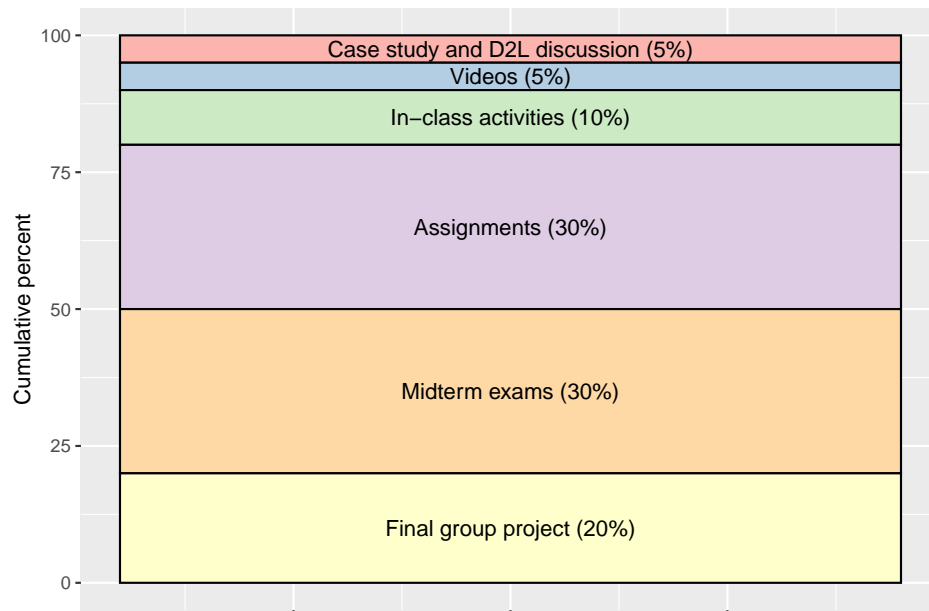 100
75
50
25
0
Cumulative percent
Case study and D2L discussion (5%)
Videos (5%)
In−class activities (10%)
Assignments (30%)
Midterm exams (30%)
Final group project (20%)